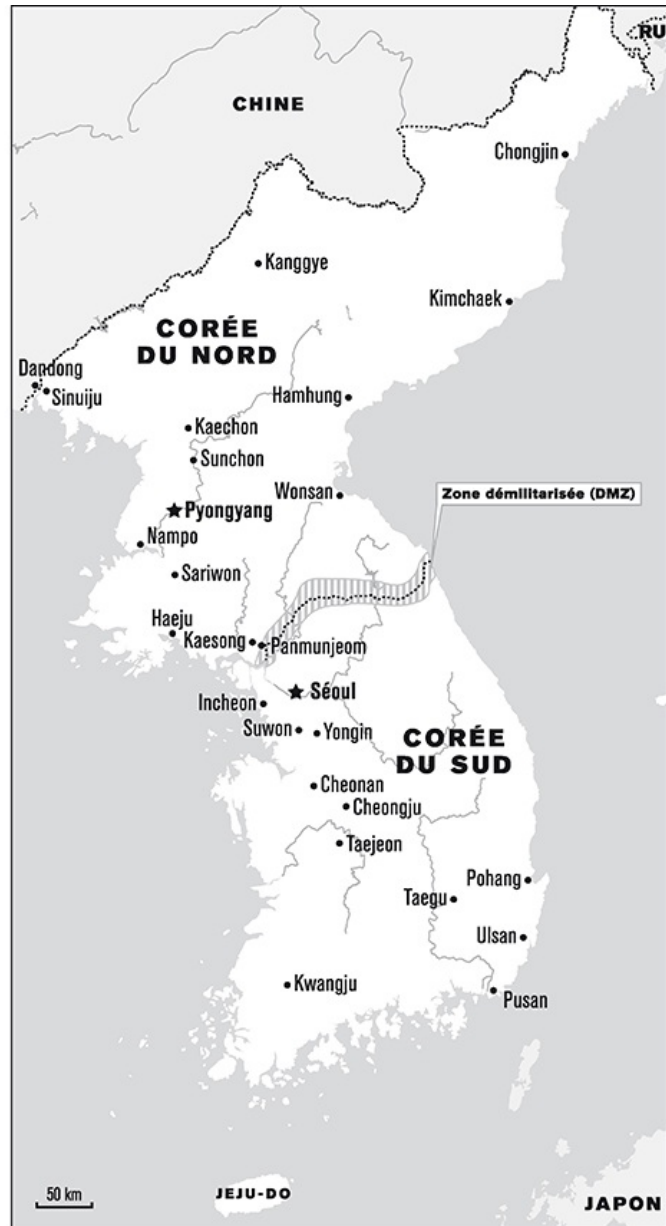 RU
CHINE
Chongjin
Kanggye
Kimchaek
CORÉE
DU NORD
Dandong
Sinuiju
Hamhung
Kaechon
Sunchon
Wonsan
Zone démilitarisée (DMZ)
Pyongyang
Nampo
Sariwon
Haeju
Kaesong
Panmunjeom
Séoul
Incheon
Suwon
Yongin
CORÉE
DU SUD
Cheonan
Cheongju
Taejeon
Pohang
Taegu
Ulsan
Kwangju
Pusan
50 km
JEJU-DO
JAPON